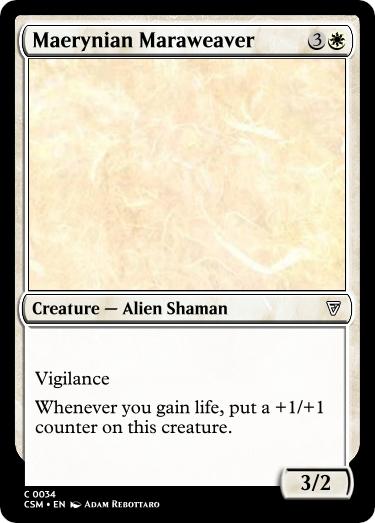 Maerynian Maraweaver 3
Creature — Alien Shaman
Vigilance
Whenever you gain life, put a +1/+1
counter on this creature.
3/2
C 0034
CSM • EN Adam Rebottaro